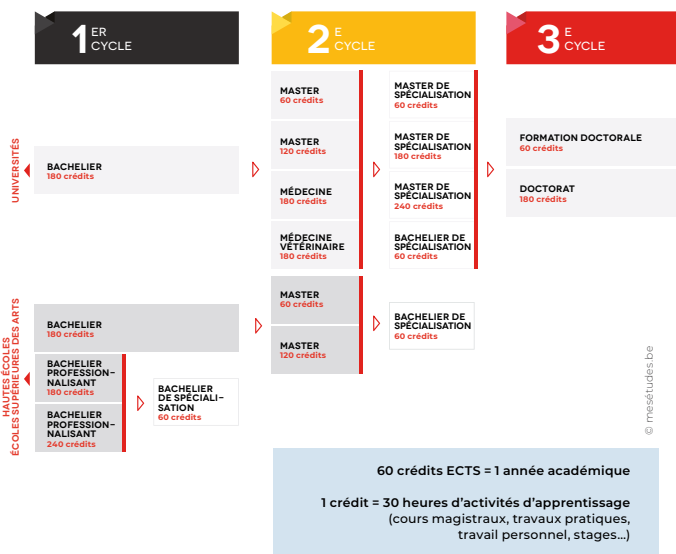 1 ER
CYCLE
2 E
CYCLE
3 E
CYCLE
UNIVERSITÉS
BACHELIER
180 crédits
MASTER
60 crédits
MASTER
120 crédits
MÉDECINE
180 crédits
MÉDECINE
VÉTÉRINAIRE
180 crédits
MASTER DE
SPÉCIALISATION
60 crédits
MASTER DE
SPÉCIALISATION
180 crédits
MASTER DE
SPÉCIALISATION
240 crédits
BACHELIER DE
SPÉCIALISATION
60 crédits
FORMATION DOCTORALE
60 crédits
DOCTORAT
180 crédits
HAUTES ÉCOLES
ÉCOLES SUPÉRIEURES DES ARTS
BACHELIER
180 crédits
BACHELIER
PROFESSION-
NALISANT
180 crédits
BACHELIER
PROFESSION-
NALISANT
240 crédits
BACHELIER
DE SPÉCIALI-
SATION
60 crédits
MASTER
60 crédits
MASTER
120 crédits
BACHELIER DE
SPÉCIALISATION
60 crédits
© mesétudes.be
60 crédits ECTS = 1 année académique
1 crédit = 30 heures d’activités d’apprentissage
(cours magistraux, travaux pratiques,
travail personnel, stages...)